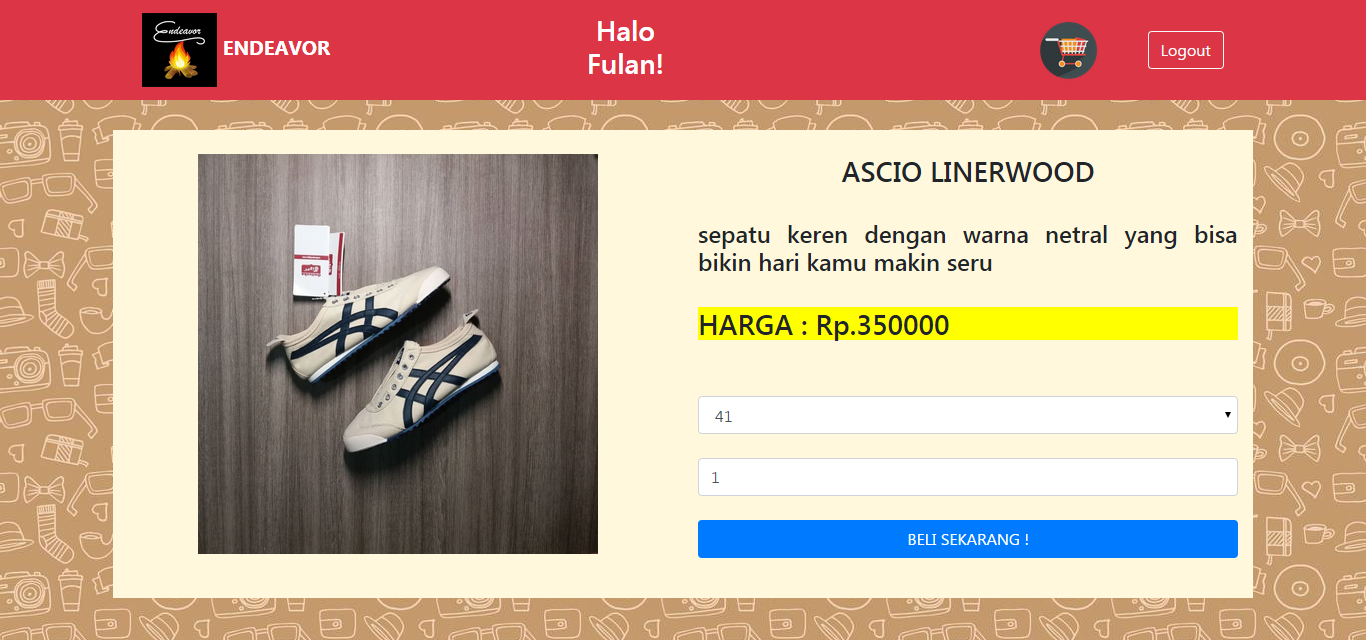 Endeavor
ENDEAVOR
Halo
Fulan!
Logout
ASCIO LINERWOOD
sepatu keren dengan warna netral yang bisa
bikin hari kamu makin seru
HARGA : Rp.350000
41
1
BELI SEKARANG !